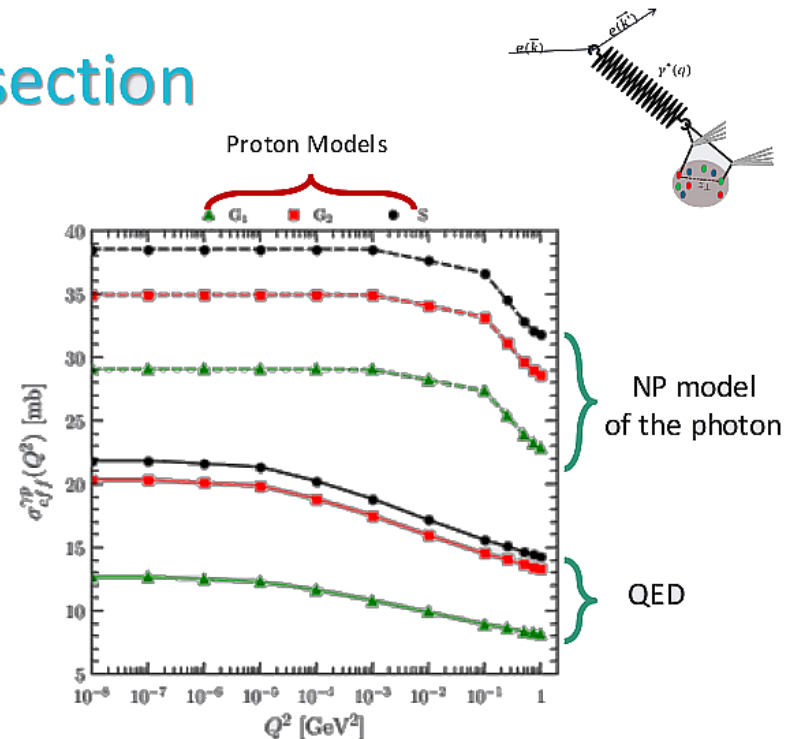 section
e(k⃗)
e(k⃗')
γ*(q)
Proton Models
G₁ G₂ S
40
35
30
25
20
15
10
5
σ_eff^γp(Q²) [mb]
10⁻⁸ 10⁻⁷ 10⁻⁶ 10⁻⁵ 10⁻⁴ 10⁻³ 10⁻² 10⁻¹ 1
Q² [GeV²]
NP model
of the photon
QED